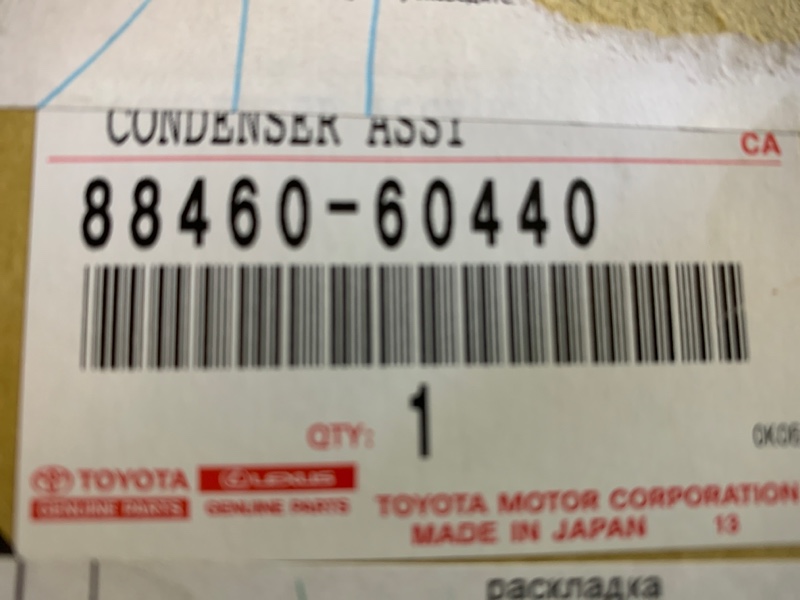 CONDENSER ASSY
CA
88460-60440
QTY: 1
0K06
TOYOTA LEXUS
GENUINE PARTS GENUINE PARTS
TOYOTA MOTOR CORPORATION
MADE IN JAPAN 13
раскладка